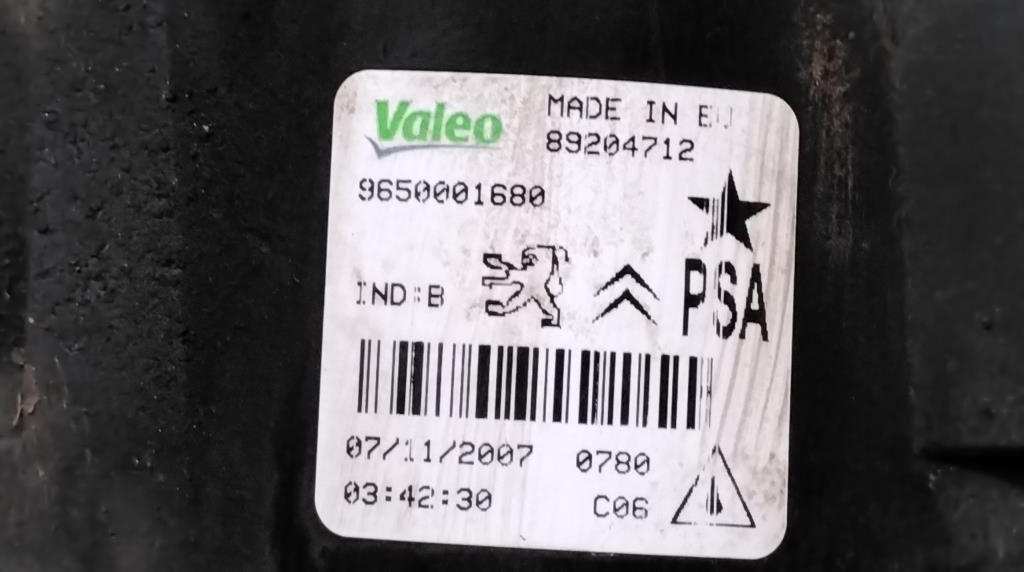 Valeo
MADE IN EU
89204712
9650001680
IND:B
PSA
07/11/2007 0780
03:42:30 C06